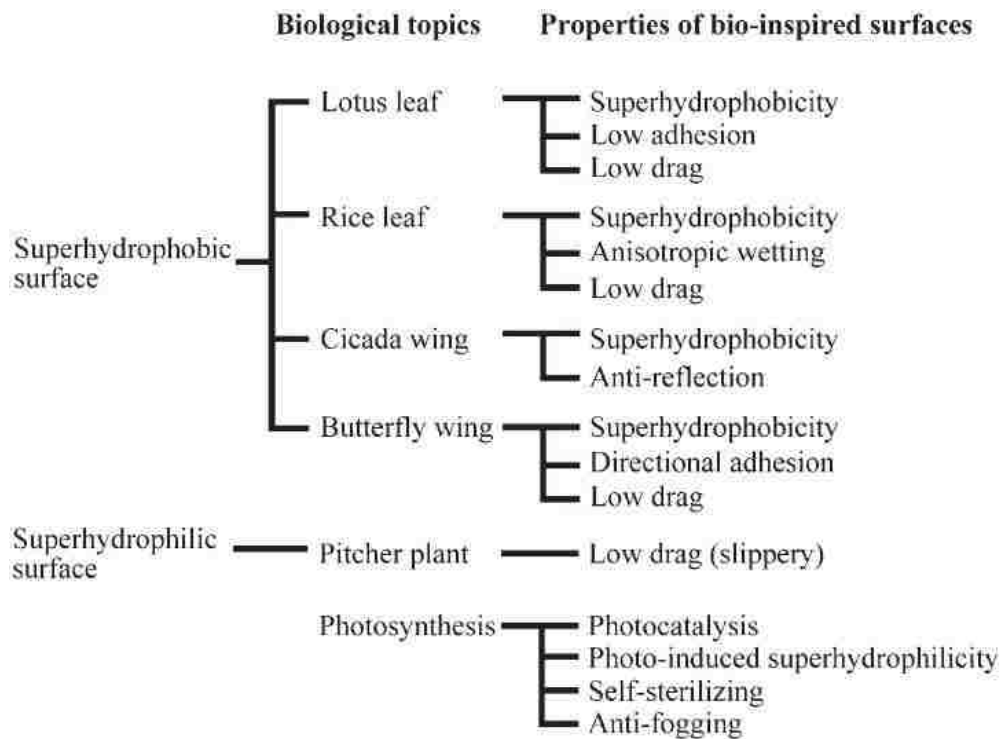 Biological topics Properties of bio-inspired surfaces
Lotus leaf Superhydrophobicity
Low adhesion
Low drag
Rice leaf Superhydrophobicity
Anisotropic wetting
Low drag
Superhydrophobic
surface
Cicada wing Superhydrophobicity
Anti-reflection
Butterfly wing Superhydrophobicity
Directional adhesion
Low drag
Superhydrophilic
surface
Pitcher plant Low drag (slippery)
Photosynthesis Photocatalysis
Photo-induced superhydrophilicity
Self-sterilizing
Anti-fogging